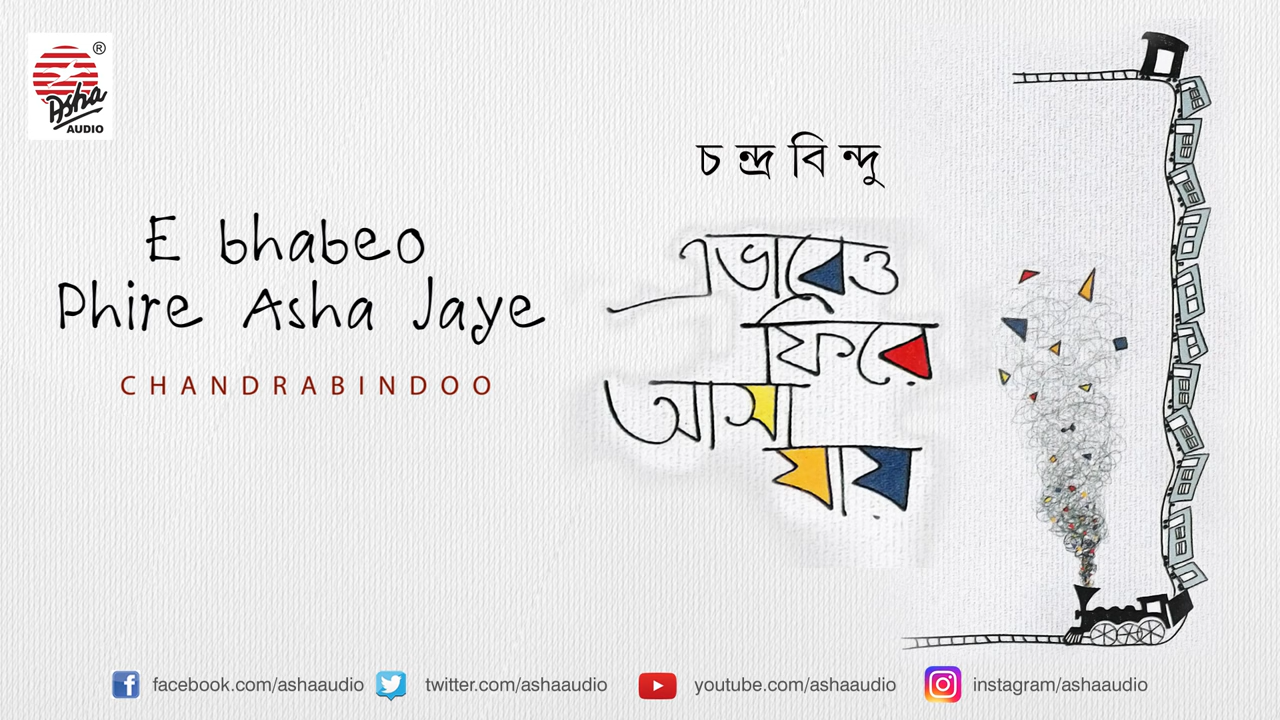 ®
Asha
AUDIO
E bhabeo
Phire Asha Jaye
CHANDRABINDOO
চন্দ্রবিন্দু
এভাবেও
ফিরে
আসা
যায়
facebook.com/ashaaudio
twitter.com/ashaaudio
youtube.com/ashaaudio
instagram/ashaaudio